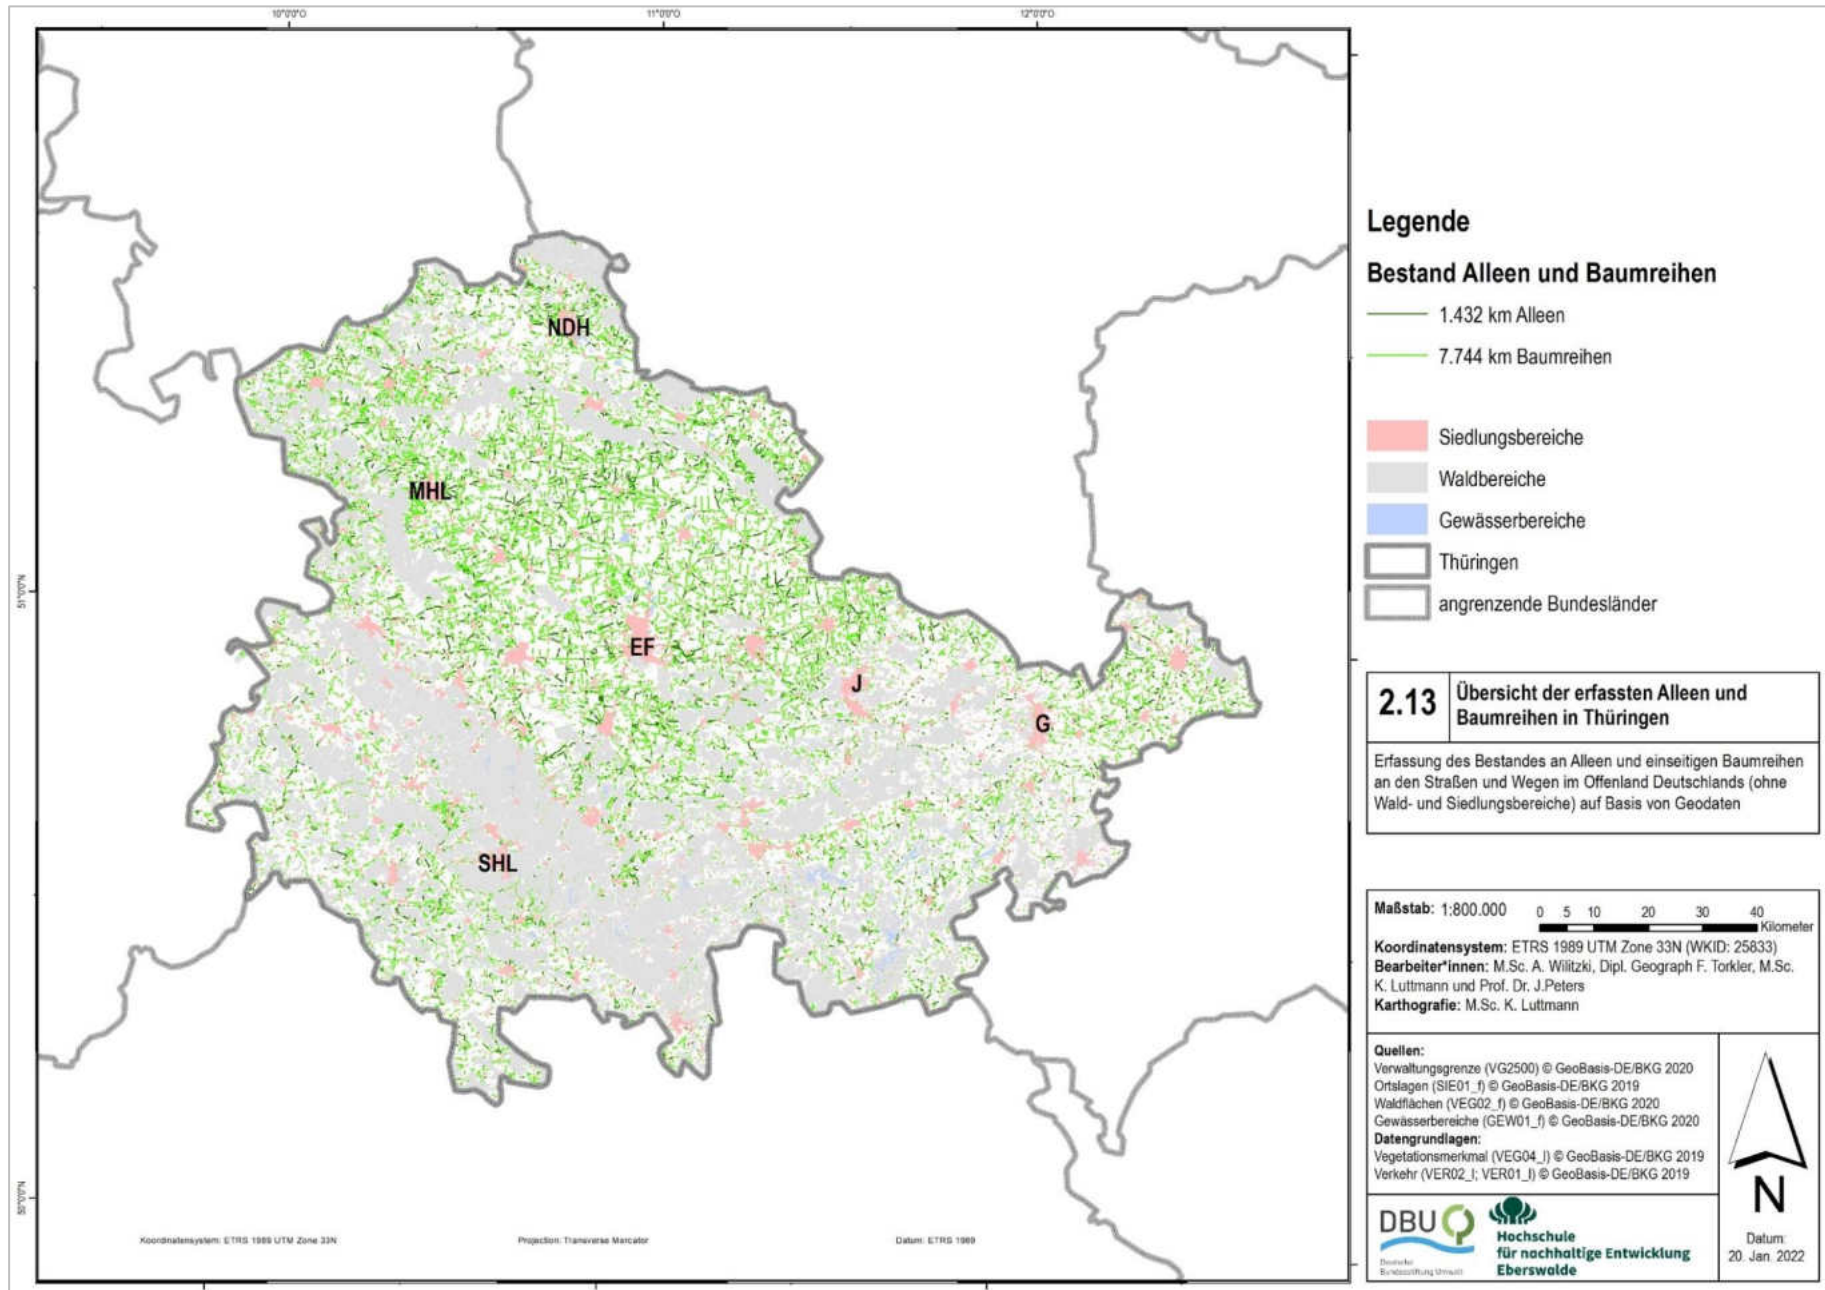 10°0'0"O
11°0'0"O
12°0'0"O
51°0'0"N
50°0'0"N
NDH
MHL
EF
J
G
SHL
Koordinatensystem: ETRS 1989 UTM Zone 33N
Projection: Transverse Mercator
Datum: ETRS 1989
Legende
Bestand Alleen und Baumreihen
1.432 km Alleen
7.744 km Baumreihen
Siedlungsbereiche
Waldbereiche
Gewässerbereiche
Thüringen
angrenzende Bundesländer
2.13
Übersicht der erfassten Alleen und
Baumreihen in Thüringen
Erfassung des Bestandes an Alleen und einseitigen Baumreihen
an den Straßen und Wegen im Offenland Deutschlands (ohne
Wald- und Siedlungsbereiche) auf Basis von Geodaten
Maßstab: 1:800.000
0 5 10 20 30 40
Kilometer
Koordinatensystem: ETRS 1989 UTM Zone 33N (WKID: 25833)
Bearbeiter*innen: M.Sc. A. Wilitzki, Dipl. Geograph F. Torkler, M.Sc.
K. Luttmann und Prof. Dr. J.Peters
Karthografie: M.Sc. K. Luttmann
Quellen:
Verwaltungsgrenze (VG2500) © GeoBasis-DE/BKG 2020
Ortslagen (SIE01_f) © GeoBasis-DE/BKG 2019
Waldflächen (VEG02_f) © GeoBasis-DE/BKG 2020
Gewässerbereiche (GEW01_f) © GeoBasis-DE/BKG 2020
Datengrundlagen:
Vegetationsmerkmal (VEG04_l) © GeoBasis-DE/BKG 2019
Verkehr (VER02_l; VER01_l) © GeoBasis-DE/BKG 2019
N
Datum:
20. Jan. 2022
DBU
Deutsche
Bundesstiftung Umwelt
Hochschule
für nachhaltige Entwicklung
Eberswalde